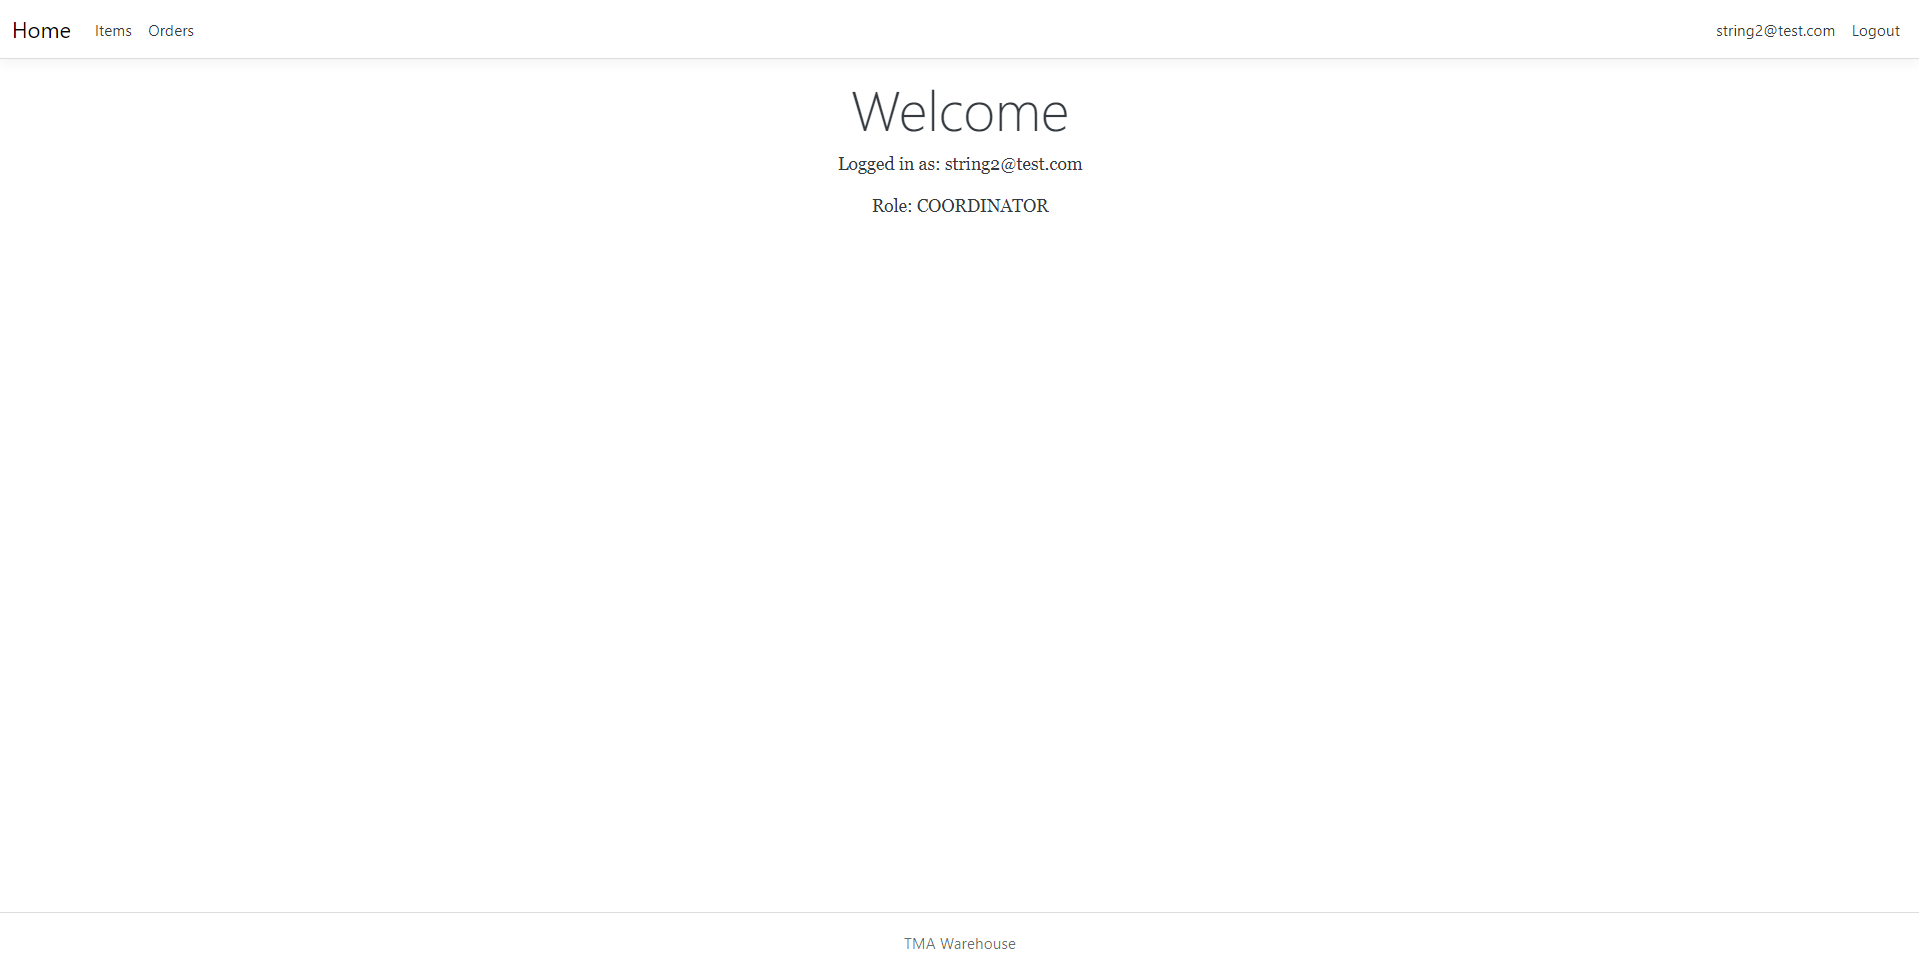 Home Items Orders string2@test.com Logout
Welcome
Logged in as: string2@test.com
Role: COORDINATOR
TMA Warehouse